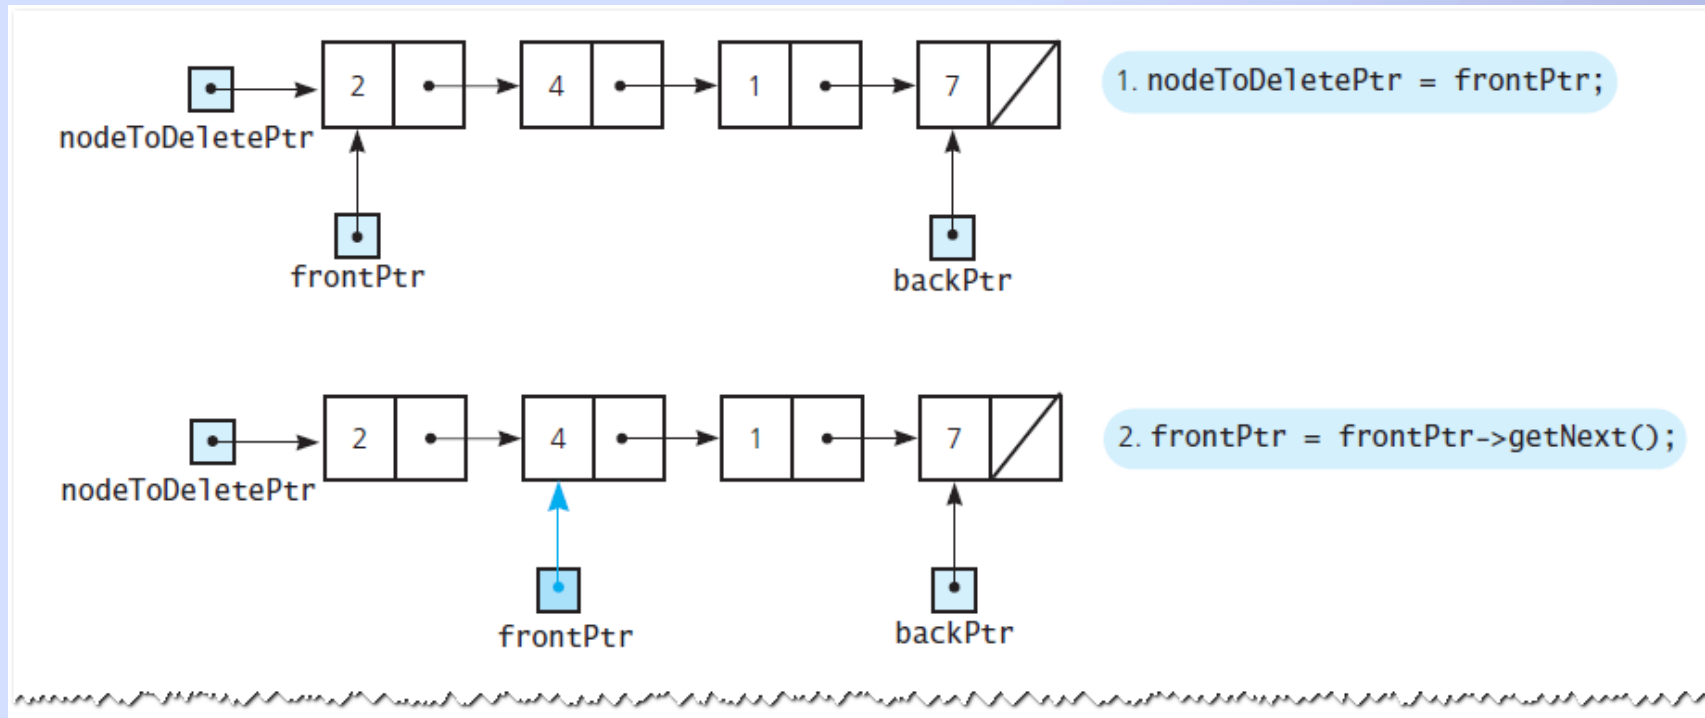 2 4 1 7
1. nodeToDeletePtr = frontPtr;
nodeToDeletePtr
frontPtr
backPtr
2 4 1 7
2. frontPtr = frontPtr->getNext();
nodeToDeletePtr
frontPtr
backPtr